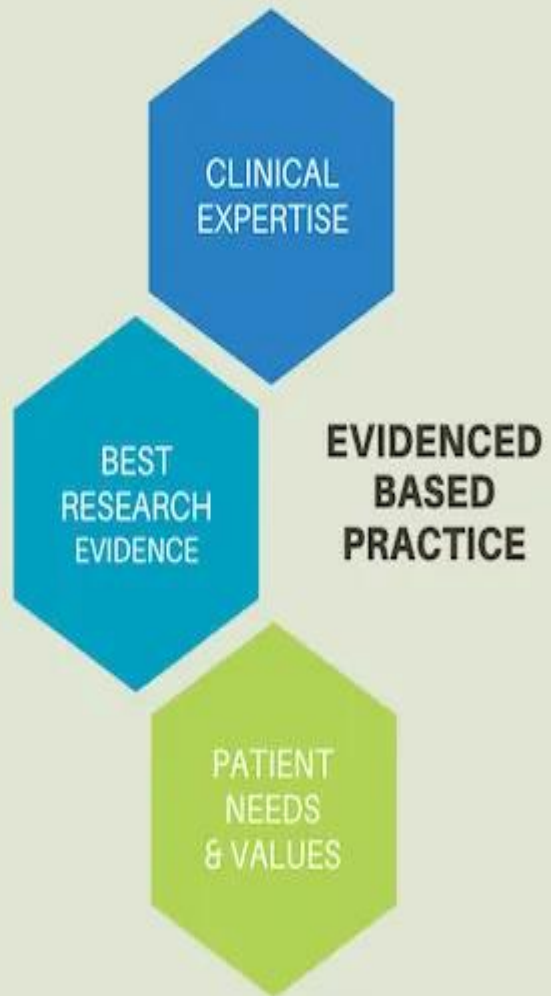 CLINICAL
EXPERTISE
BEST
RESEARCH
EVIDENCE
EVIDENCED
BASED
PRACTICE
PATIENT
NEEDS
& VALUES